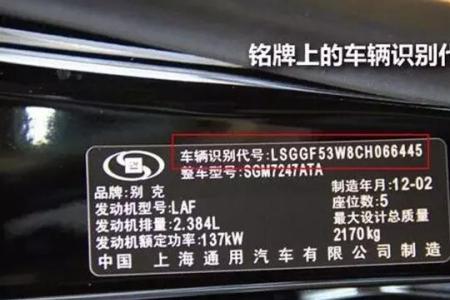 铭牌上的车辆识别代
车辆识别代号:LSGGF53W8CH066445
整车型号:SGM7247ATA
品牌:别克
制造年月:12-02
发动机型号:LAF
座位数:5
发动机排量:2.384L
最大设计总质量
发动机额定功率:137kW
2170kg
中国 上海通用汽车有限公司制造